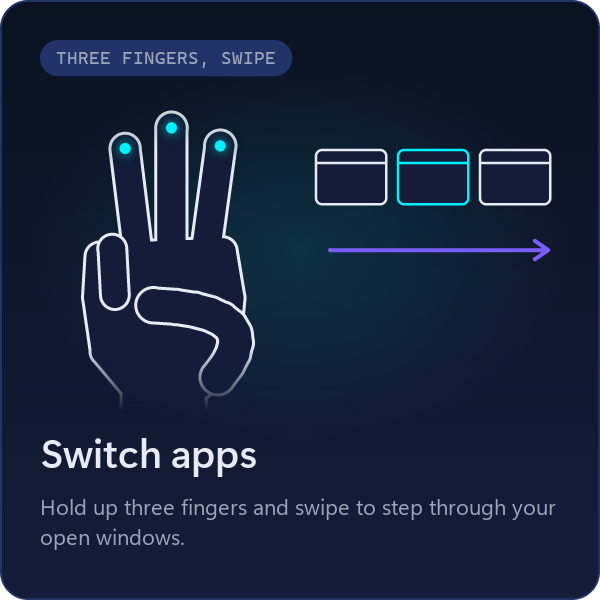 THREE FINGERS, SWIPE
Switch apps
Hold up three fingers and swipe to step through your
open windows.